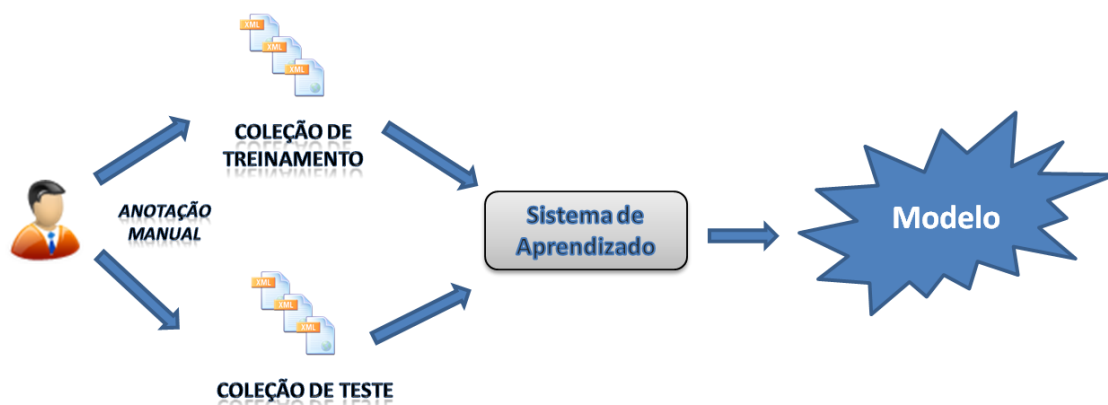 XML
XML
XML
COLEÇÃO DE
TREINAMENTO
ANOTAÇÃO
MANUAL
Sistema de
Aprendizado
Modelo
XML
XML
XML
COLEÇÃO DE TESTE